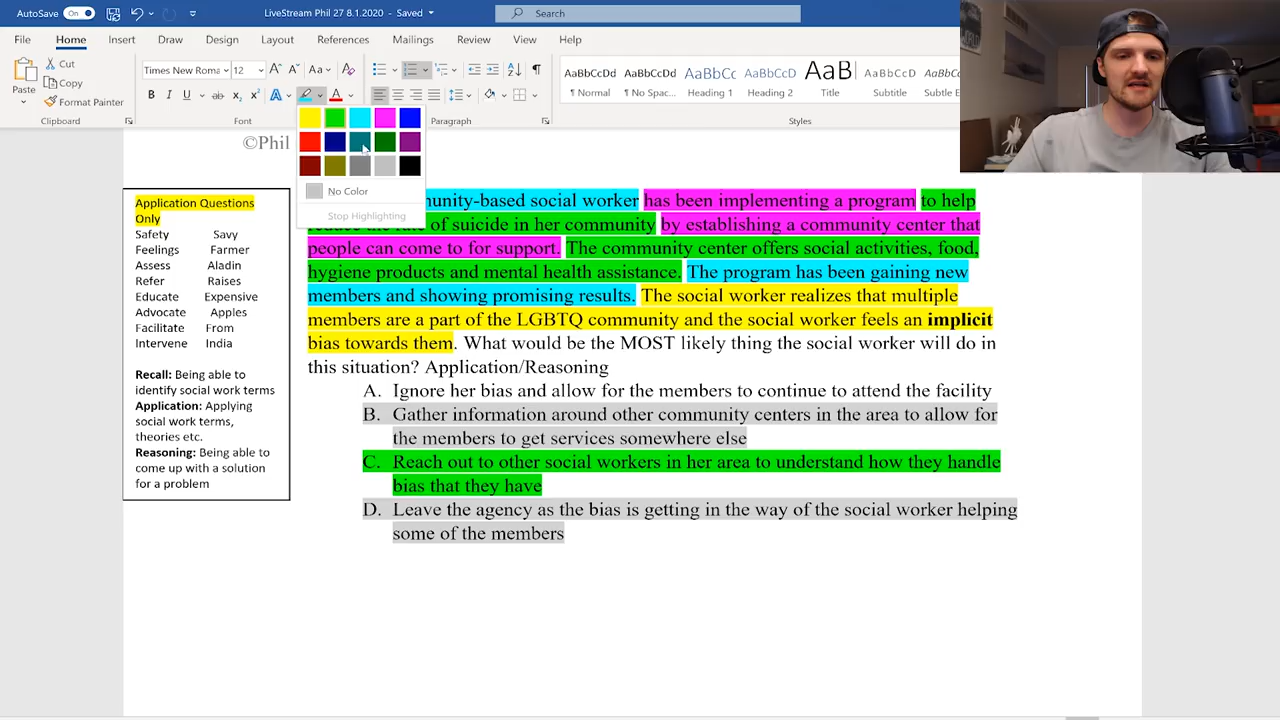 AutoSave On LiveStream Phil 27 8.1.2020 - Saved Search
File Home Insert Draw Design Layout References Mailings Review View Help
Paste Cut Copy Format Painter
Clipboard
Times New Roma 12
Font
Paragraph
AaBbCcDd AaBbCcDd AaBbCc AaBbCcD AaB AaBbCcD AaBbCcD
¶ Normal ¶ No Spac... Heading 1 Heading 2 Title Subtitle Subtle E
Styles
No Color
Stop Highlighting
©Phil
Application Questions
Only
Safety Savy
Feelings Farmer
Assess Aladin
Refer Raises
Educate Expensive
Advocate Apples
Facilitate From
Intervene India
Recall: Being able to
identify social work terms
Application: Applying
social work terms,
theories etc.
Reasoning: Being able to
come up with a solution
for a problem
munity-based social worker has been implementing a program to help
reduce the rate of suicide in her community by establishing a community center that
people can come to for support. The community center offers social activities, food,
hygiene products and mental health assistance. The program has been gaining new
members and showing promising results. The social worker realizes that multiple
members are a part of the LGBTQ community and the social worker feels an implicit
bias towards them. What would be the MOST likely thing the social worker will do in
this situation? Application/Reasoning
A. Ignore her bias and allow for the members to continue to attend the facility
B. Gather information around other community centers in the area to allow for
the members to get services somewhere else
C. Reach out to other social workers in her area to understand how they handle
bias that they have
D. Leave the agency as the bias is getting in the way of the social worker helping
some of the members